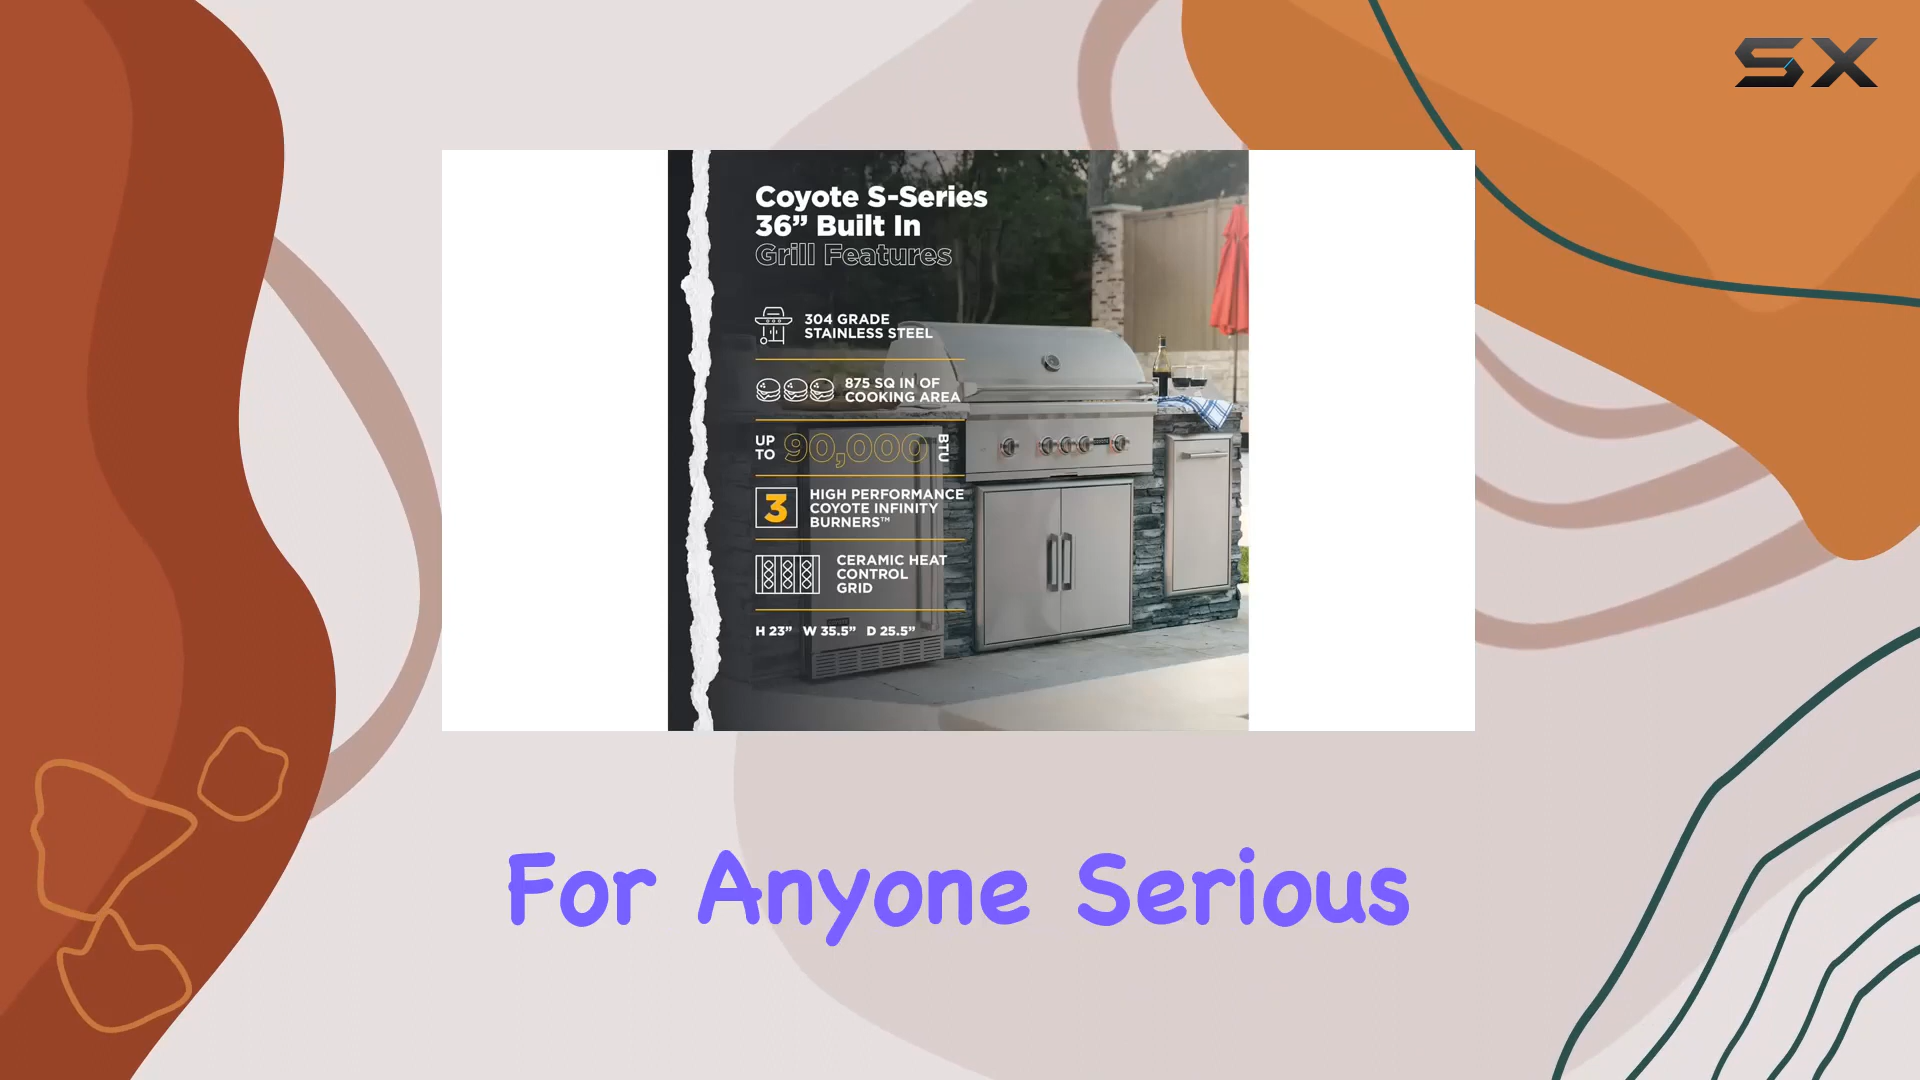 SX
Coyote S-Series
36” Built In
Grill Features
304 GRADE
STAINLESS STEEL
875 SQ IN OF
COOKING AREA
UP
TO
90,000
BTU
3
HIGH PERFORMANCE
COYOTE INFINITY
BURNERS™
CERAMIC HEAT
CONTROL
GRID
H 23” W 35.5” D 25.5”
For Anyone Serious